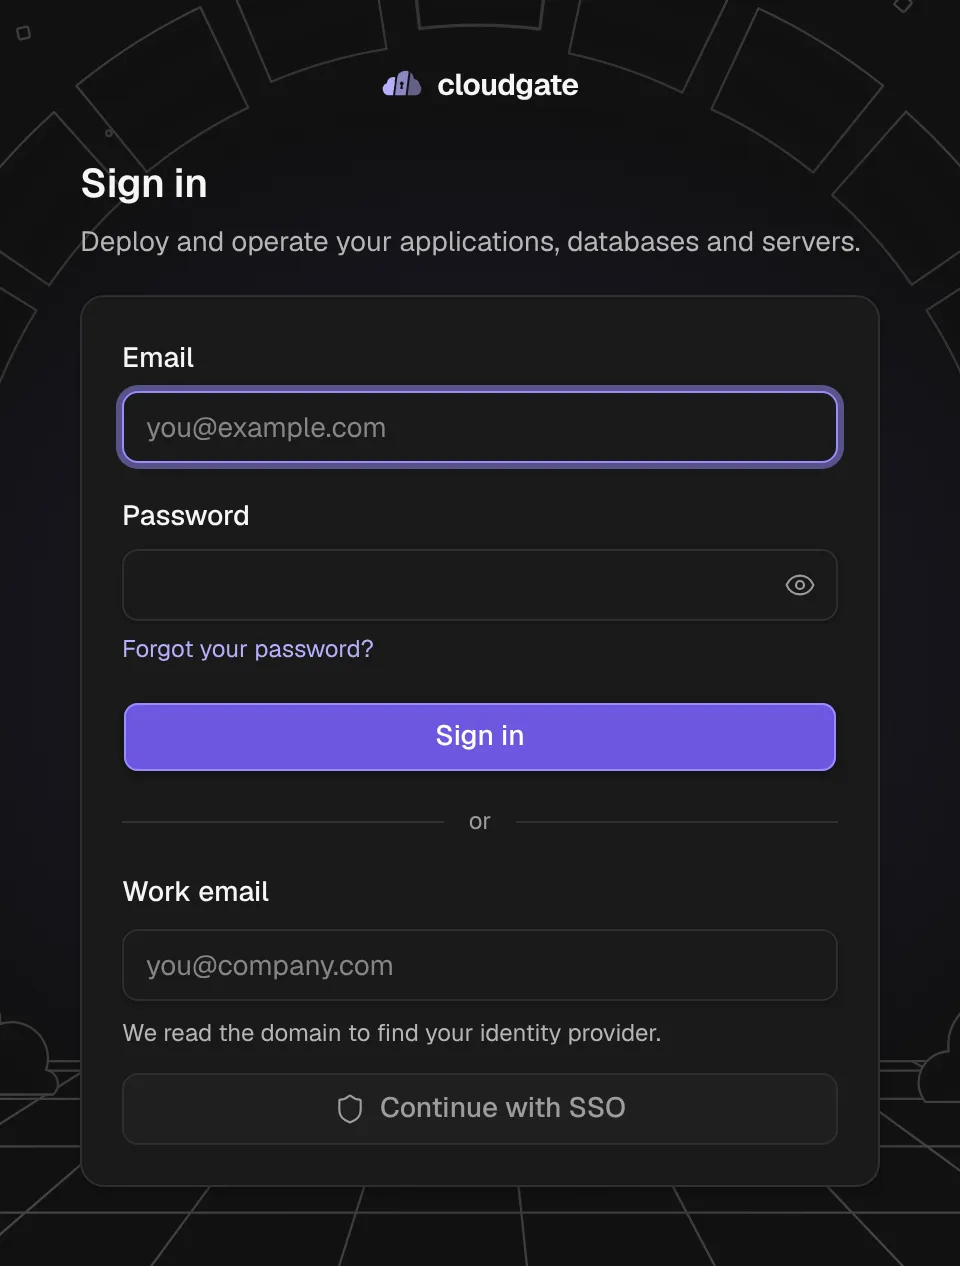 cloudgate
Sign in
Deploy and operate your applications, databases and servers.
Email
you@example.com
Password
Forgot your password?
Sign in
or
Work email
you@company.com
We read the domain to find your identity provider.
Continue with SSO